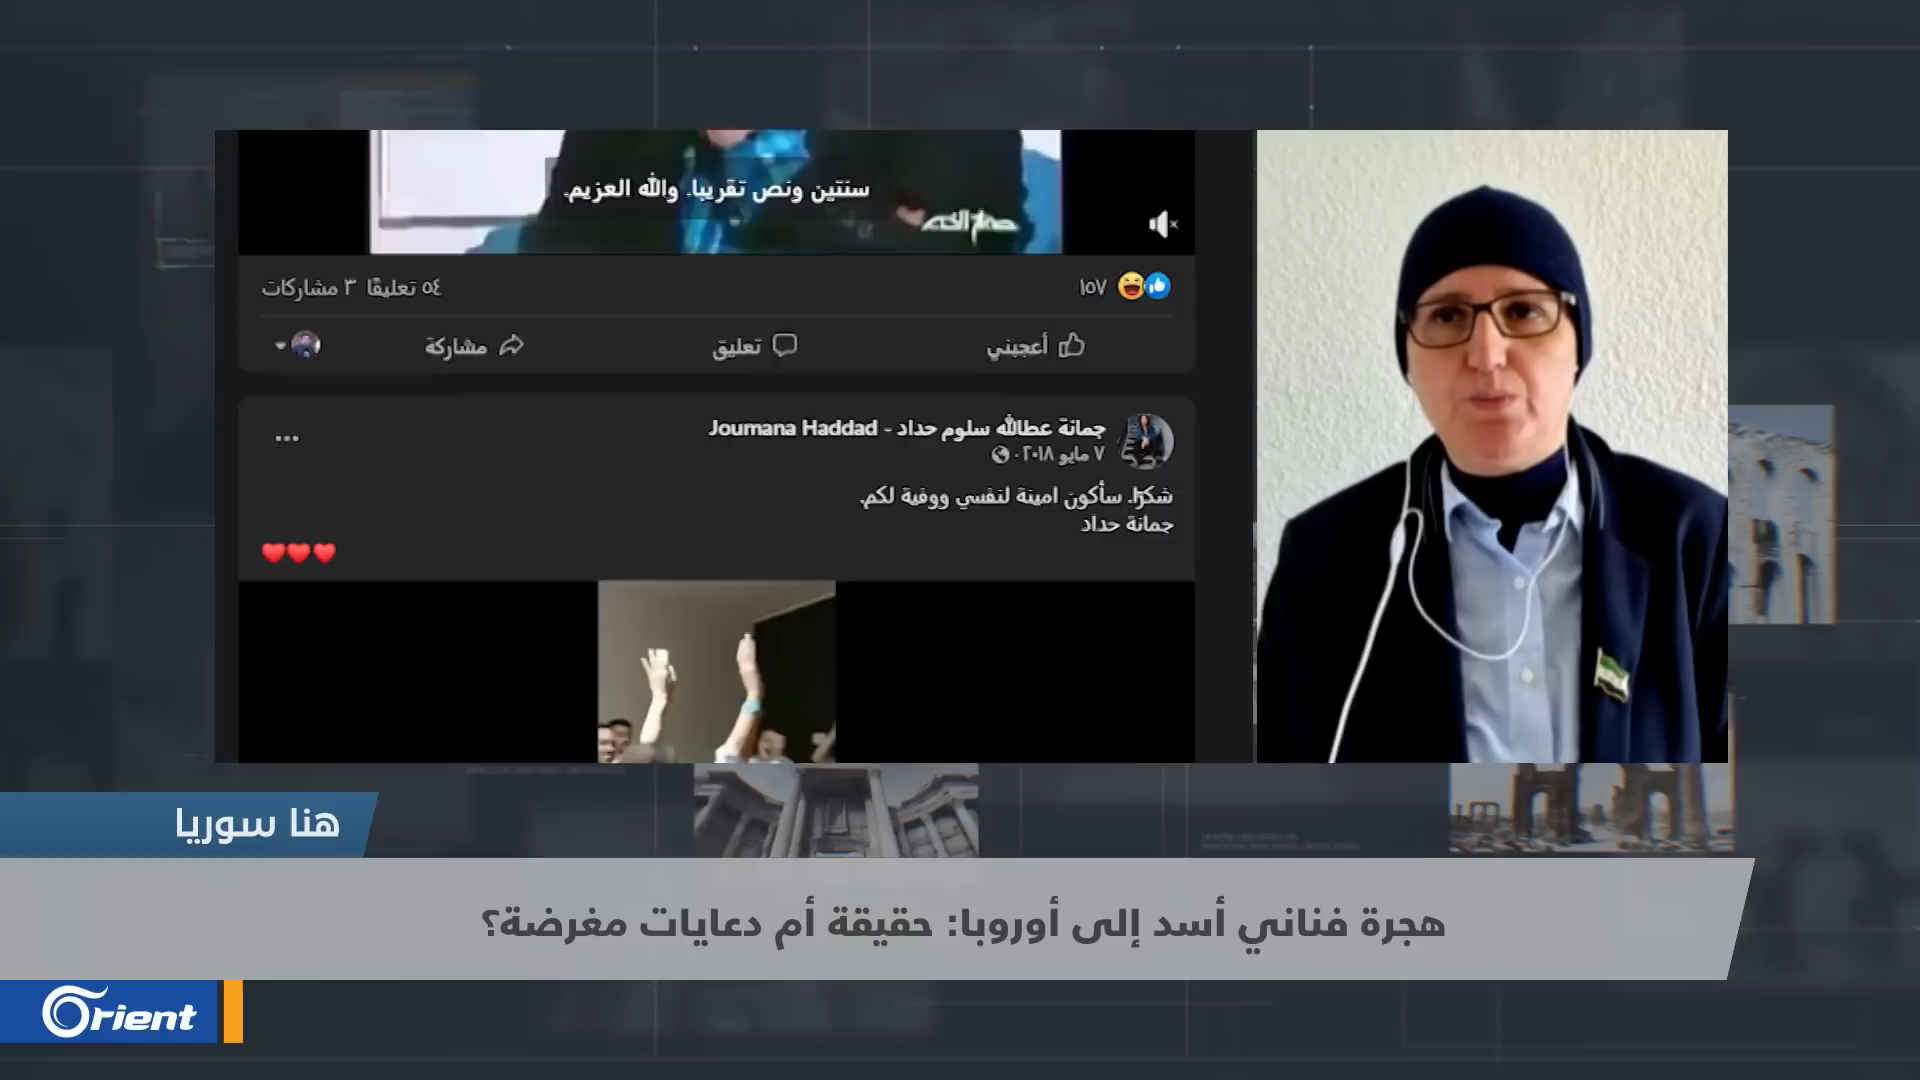 سنتين ونص تقريبا. والله العزيم.
١٥٧
٥٤ تعليقًا ٣ مشاركات
أعجبني
تعليق
مشاركة
جمانة عطالله سلوم حداد - Joumana Haddad
٧ مايو ٢٠١٨ ·
شكرًا. سأكون امينة لنفسي ووفية لكم.
جمانة حداد
❤️❤️❤️
هنا سوريا
هجرة فناني أسد إلى أوروبا: حقيقة أم دعايات مغرضة؟
Orient